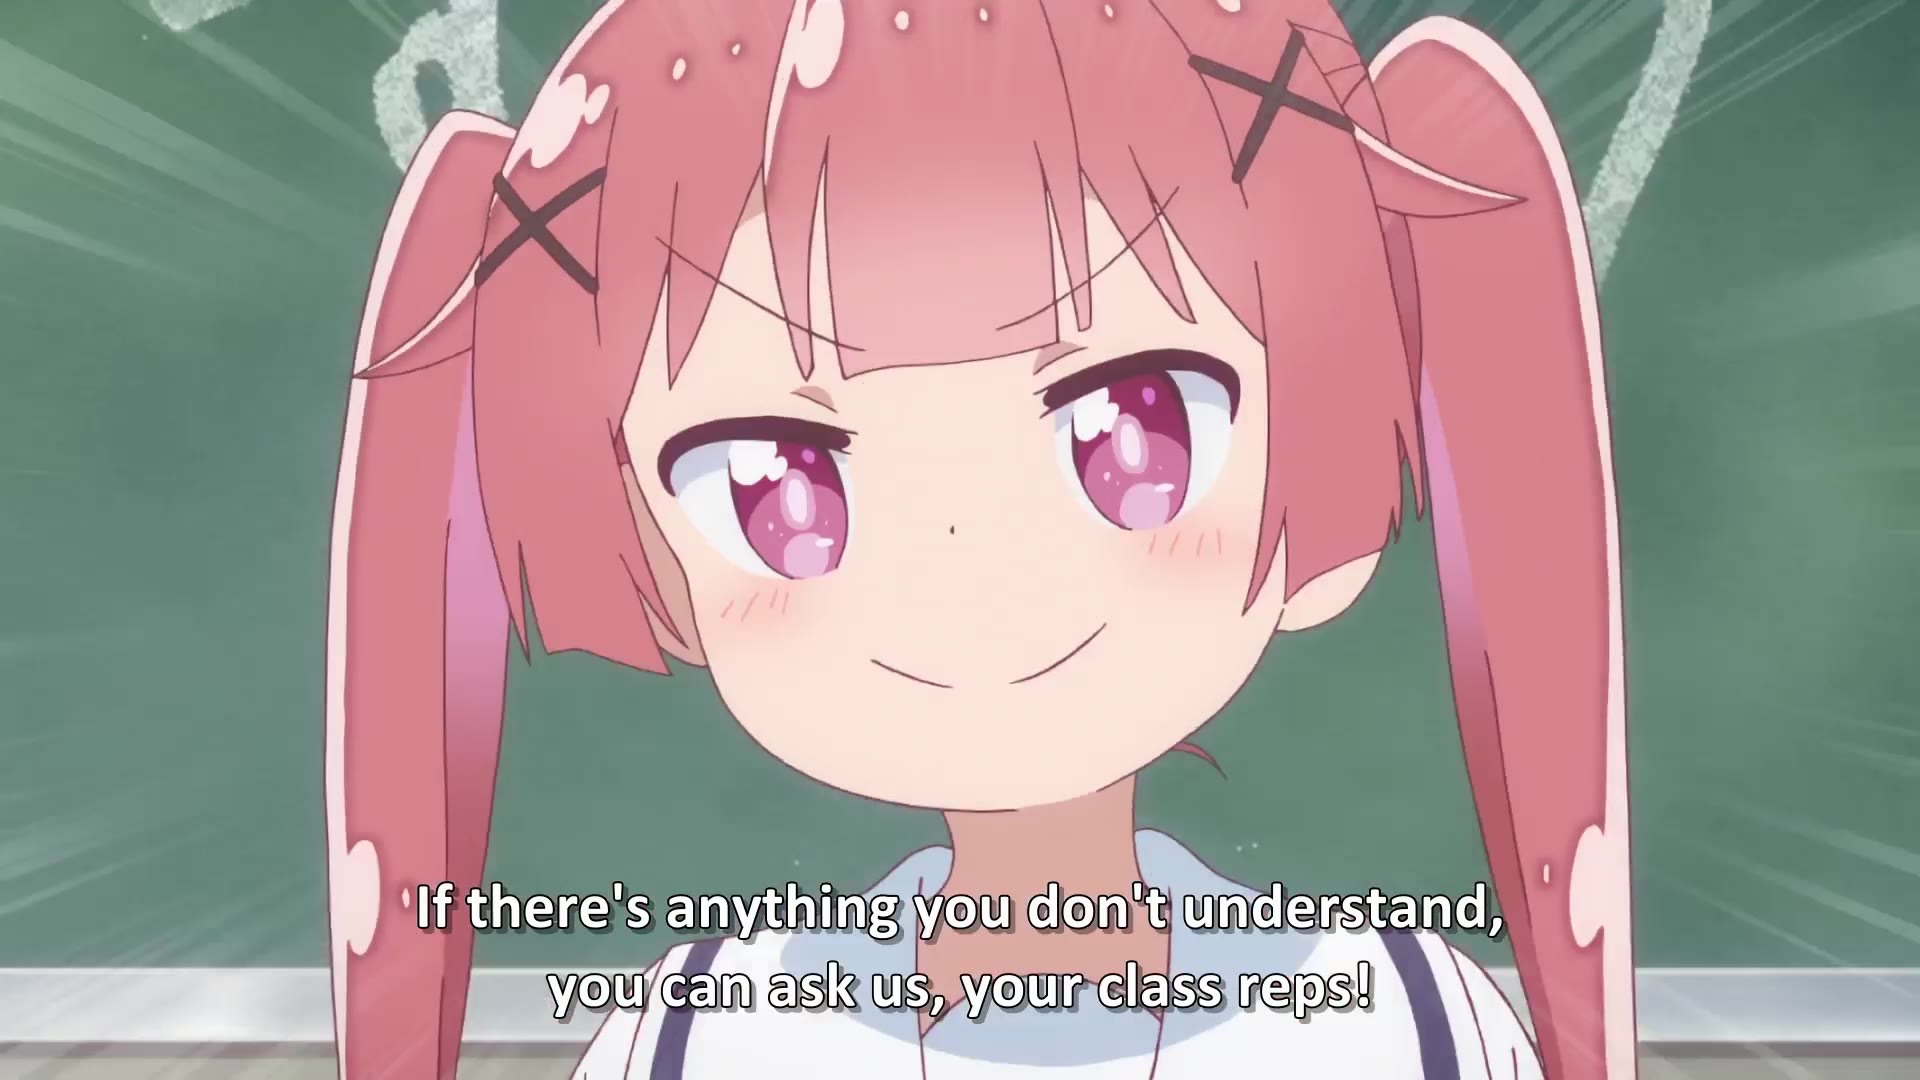 If there's anything you don't understand,
you can ask us, your class reps!